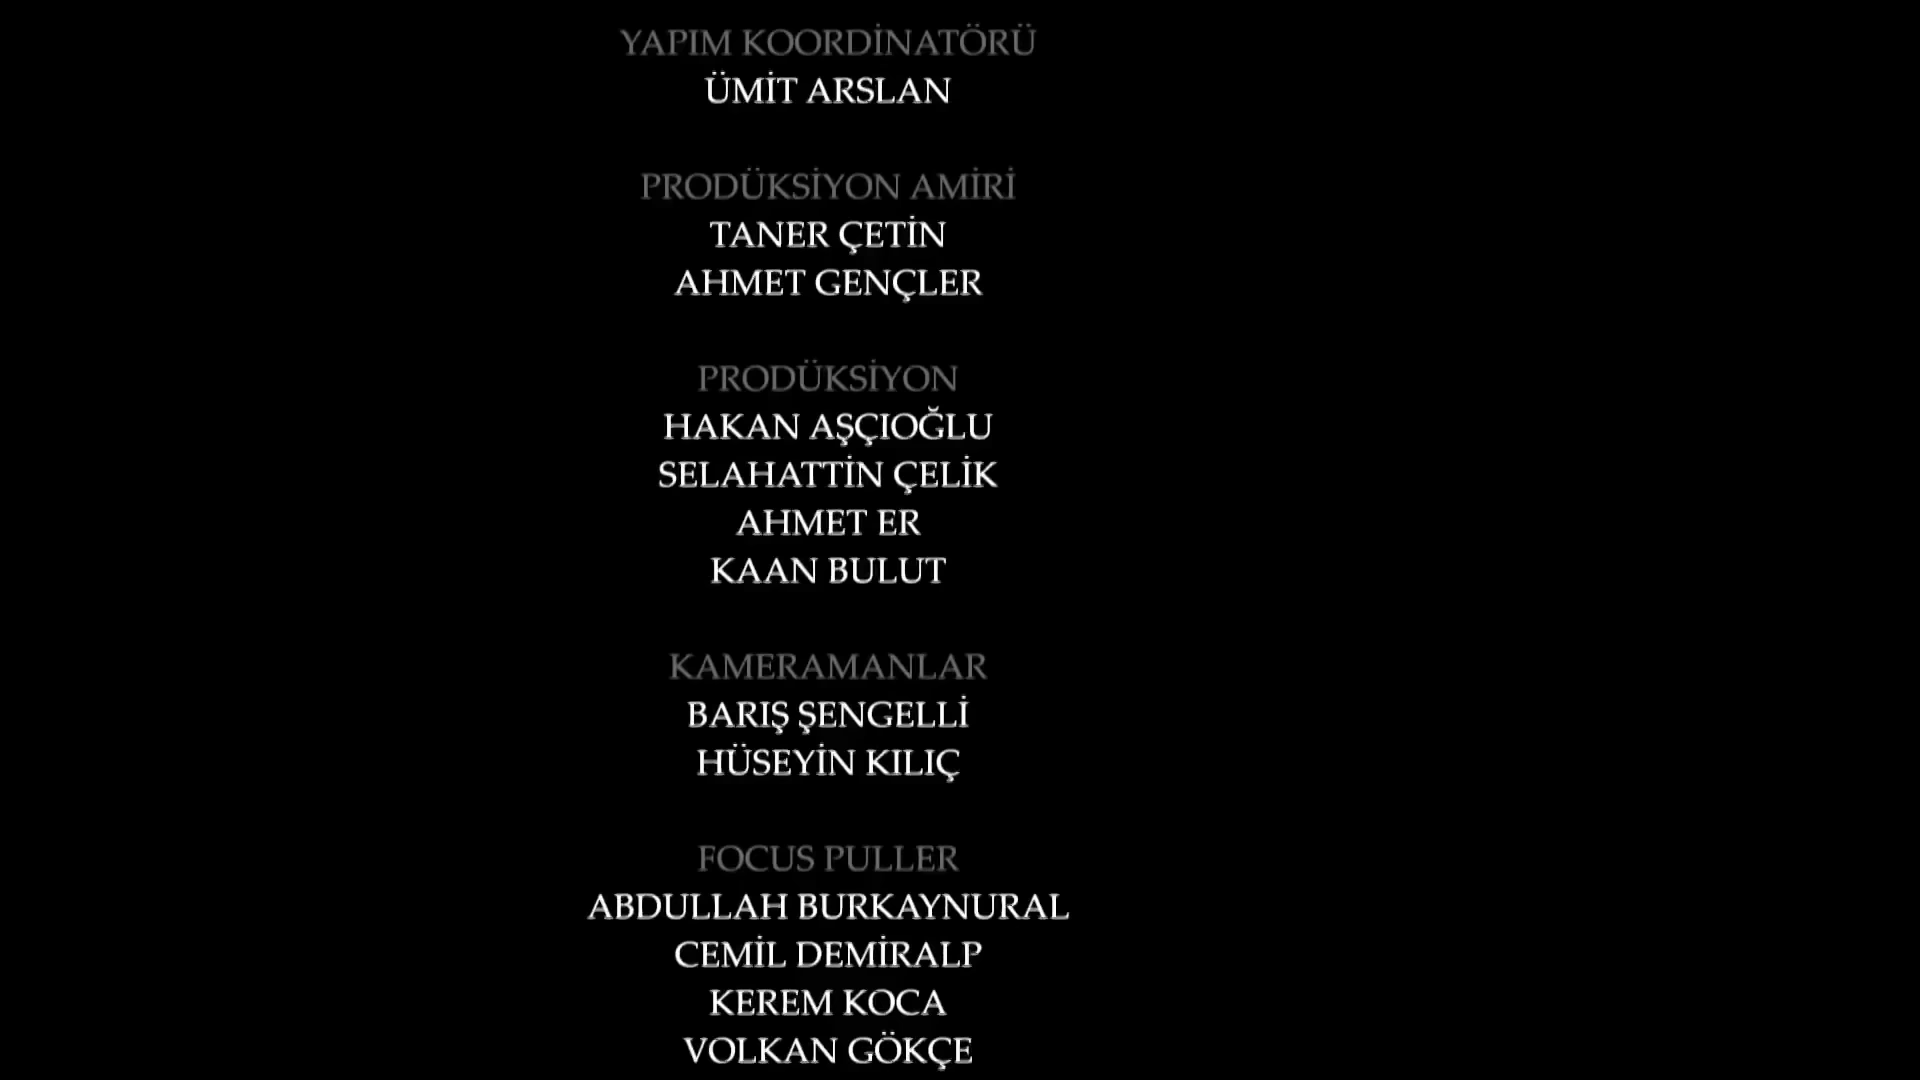 YAPIM KOORDİNATÖRÜ
ÜMİT ARSLAN
PRODÜKSİYON AMİRİ
TANER ÇETİN
AHMET GENÇLER
PRODÜKSİYON
HAKAN AŞÇIOĞLU
SELAHATTİN ÇELİK
AHMET ER
KAAN BULUT
KAMERAMANLAR
BARIŞ ŞENGELLİ
HÜSEYİN KILIÇ
FOCUS PULLER
ABDULLAH BURKAYNURAL
CEMİL DEMİRALP
KEREM KOCA
VOLKAN GÖKÇE